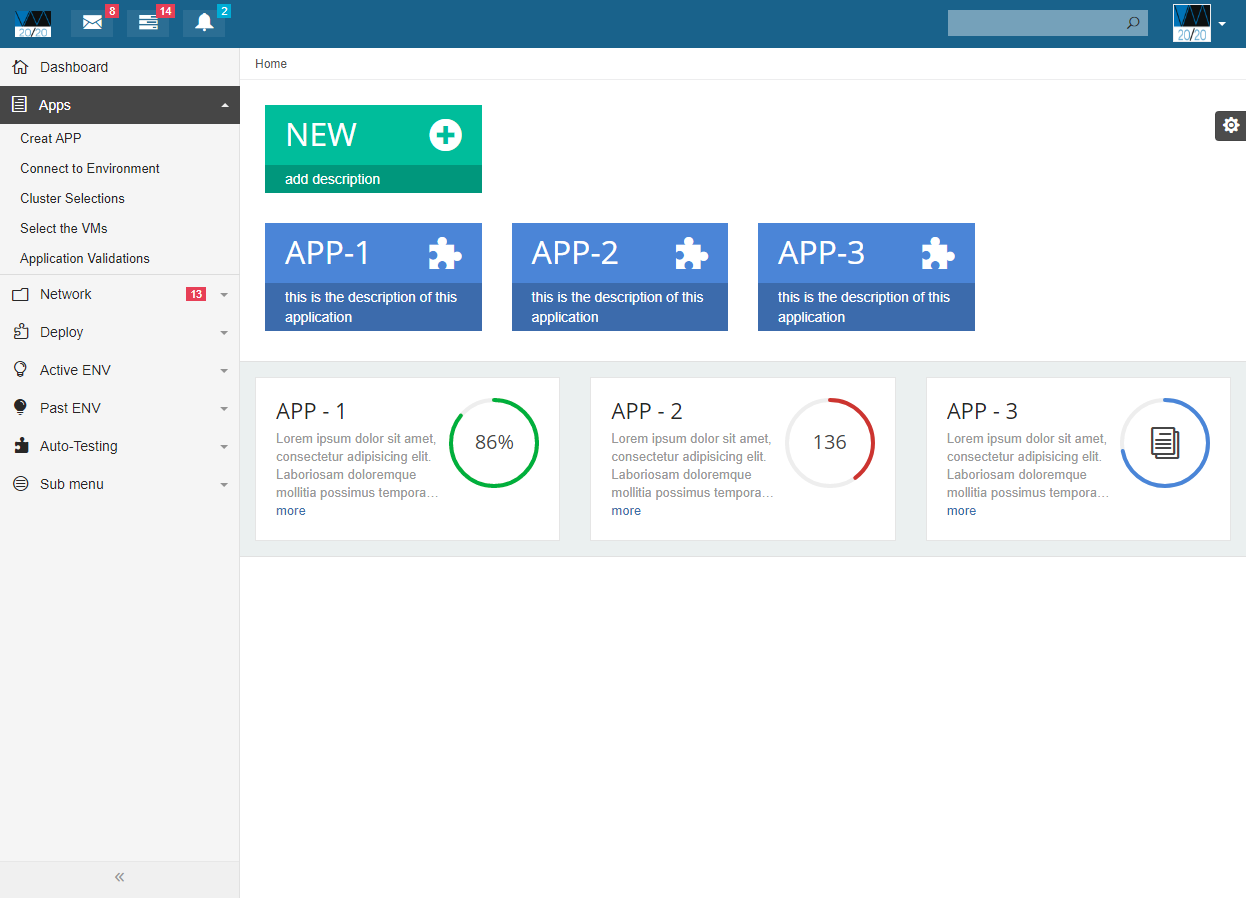 VM
20/20
8
14
2
VM
20/20
Dashboard
Home
Apps
Creat APP
Connect to Environment
Cluster Selections
Select the VMs
Application Validations
Network
13
Deploy
Active ENV
Past ENV
Auto-Testing
Sub menu
«
NEW
add description
APP-1
this is the description of this
application
APP-2
this is the description of this
application
APP-3
this is the description of this
application
APP - 1
Lorem ipsum dolor sit amet,
consectetur adipisicing elit.
Laboriosam doloremque
mollitia possimus tempora…
more
86%
APP - 2
Lorem ipsum dolor sit amet,
consectetur adipisicing elit.
Laboriosam doloremque
mollitia possimus tempora…
more
136
APP - 3
Lorem ipsum dolor sit amet,
consectetur adipisicing elit.
Laboriosam doloremque
mollitia possimus tempora…
more